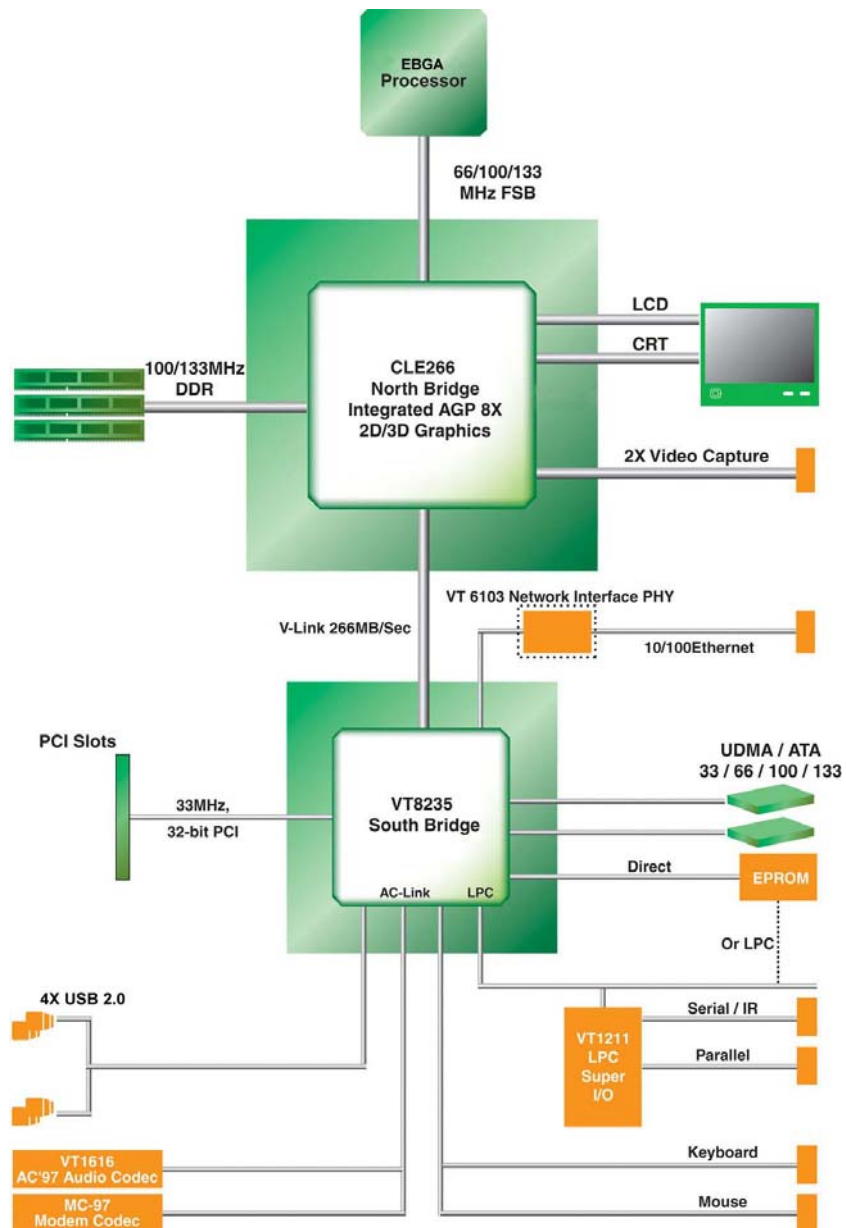 EBGA
Processor
66/100/133
MHz FSB
LCD
CRT
100/133MHz
DDR
CLE266
North Bridge
Integrated AGP 8X
2D/3D Graphics
2X Video Capture
VT 6103 Network Interface PHY
V-Link 266MB/Sec
10/100Ethernet
PCI Slots
UDMA / ATA
33 / 66 / 100 / 133
33MHz,
32-bit PCI
VT8235
South Bridge
Direct
EPROM
AC-Link
LPC
Or LPC
4X USB 2.0
Serial / IR
VT1211
LPC
Super
I/O
Parallel
VT1616
AC'97 Audio Codec
Keyboard
MC-97
Modem Codec
Mouse